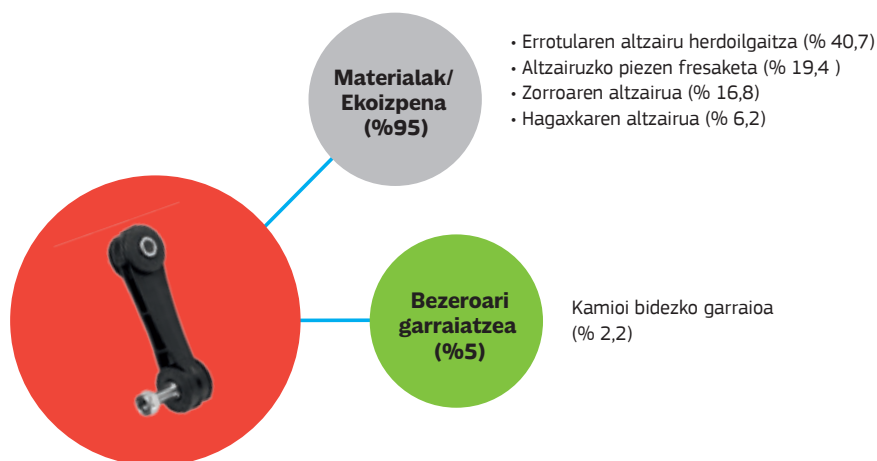 Materialak/
Ekoizpena
(%95)
• Errotularen altzairu herdoilgaitza (% 40,7)
• Altzairuzko piezen fresaketa (% 19,4 )
• Zorroaren altzairua (% 16,8)
• Hagaxkaren altzairua (% 6,2)
Bezeroari
garraiatzea
(%5)
Kamioi bidezko garraioa
(% 2,2)